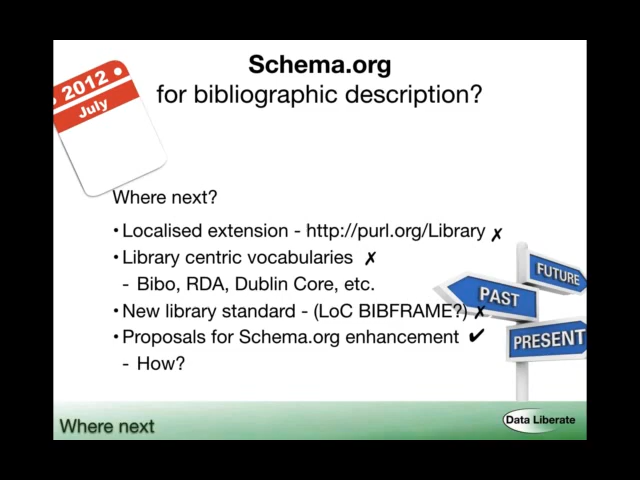 Schema.org
for bibliographic description?
2012
July
Where next?
• Localised extension - http://purl.org/Library ✗
• Library centric vocabularies ✗
- Bibo, RDA, Dublin Core, etc.
• New library standard - (LoC BIBFRAME?) ✗
• Proposals for Schema.org enhancement ✔
- How?
FUTURE
PAST
PRESENT
Where next
Data Liberate